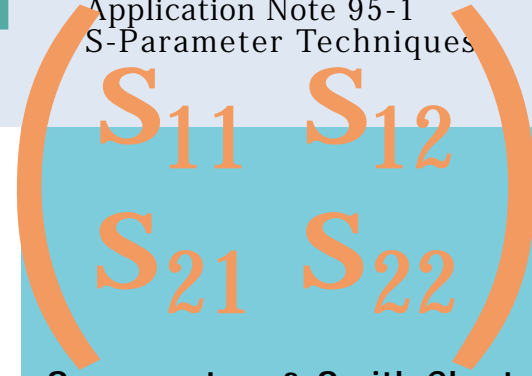 Application Note 95-1
S-Parameter Techniques
S11 S12
S21 S22